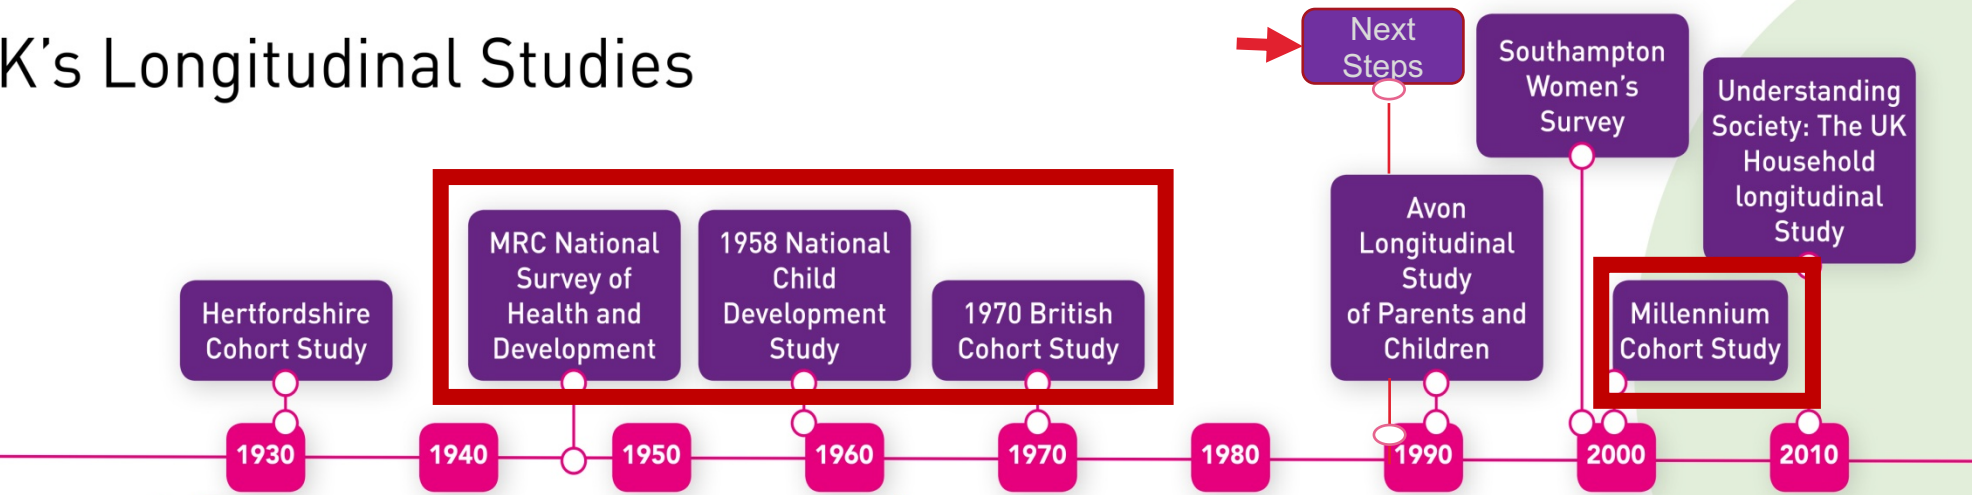 K's Longitudinal Studies
Next
Steps
Southampton
Women's
Survey
Understanding
Society: The UK
Household
longitudinal
Study
MRC National
Survey of
Health and
Development
1958 National
Child
Development
Study
1970 British
Cohort Study
Avon
Longitudinal
Study
of Parents and
Children
Hertfordshire
Cohort Study
Millennium
Cohort Study
1930
1940
1950
1960
1970
1980
1990
2000
2010